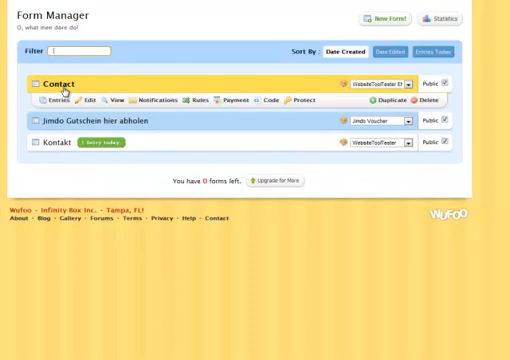 Form Manager
O, what men dare do!
New Form!
Statistics
Filter
Sort By :
Date Created
Date Edited
Entries Today
Contact
Public
Entries
Edit
View
Notifications
Rules
Payment
Code
Protect
Duplicate
Delete
Jimdo Gutschein hier abholen
Jimdo Voucher
Public
Kontakt
WebsiteToolTester
Public
You have 0 forms left.
Upgrade for More
Wufoo · Infinity Box Inc. · Tampa, FL!
About · Blog · Gallery · Forums · Terms · Privacy · Help · Contact
WUFOO